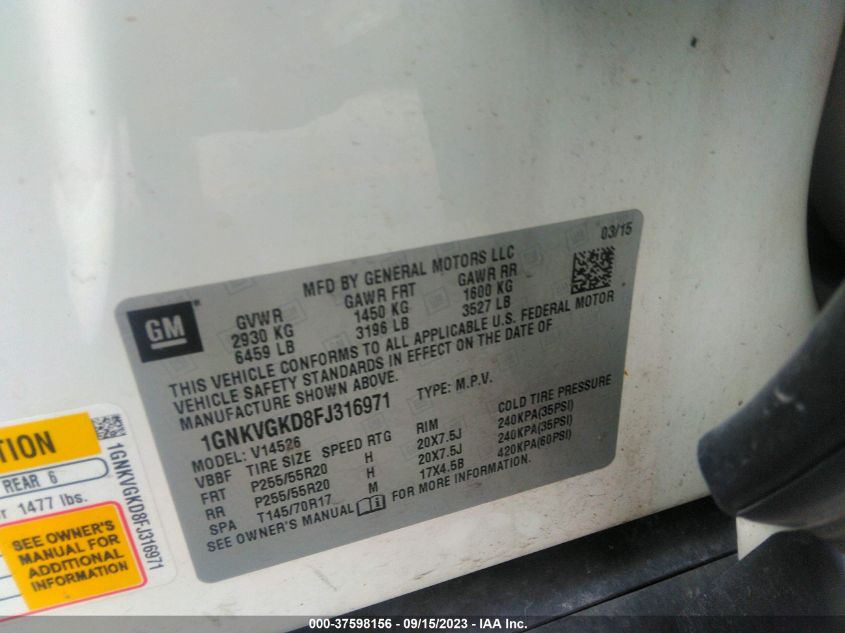 03/15
MFD BY GENERAL MOTORS LLC
GM
GVWR GAWR FRT GAWR RR
2930 KG 1450 KG 1600 KG
6459 LB 3196 LB 3527 LB
THIS VEHICLE CONFORMS TO ALL APPLICABLE U.S. FEDERAL MOTOR
VEHICLE SAFETY STANDARDS IN EFFECT ON THE DATE OF
MANUFACTURE SHOWN ABOVE.
1GNKVGKD8FJ316971 TYPE: M.P.V.
MODEL: V14526
VBBF TIRE SIZE SPEED RTG RIM COLD TIRE PRESSURE
FRT P255/55R20 H 20X7.5J 240KPA(35PSI)
RR P255/55R20 H 20X7.5J 240KPA(35PSI)
SPA T145/70R17 M 17X4.5B 420KPA(60PSI)
SEE OWNER'S MANUAL FOR MORE INFORMATION.
TION
REAR 6
r 1477 lbs.
SEE OWNER'S
MANUAL FOR
ADDITIONAL
INFORMATION
1GNKVGKD8FJ316971
000-37598156 - 09/15/2023 - IAA Inc.